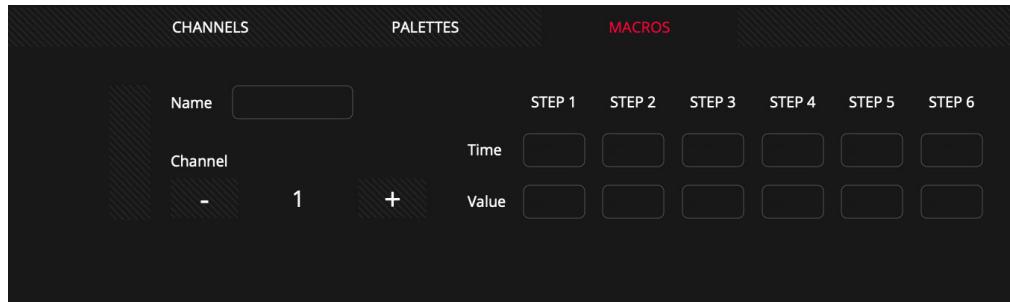 CHANNELS PALETTES MACROS
Name STEP 1 STEP 2 STEP 3 STEP 4 STEP 5 STEP 6
Time
Channel
- 1 +
Value